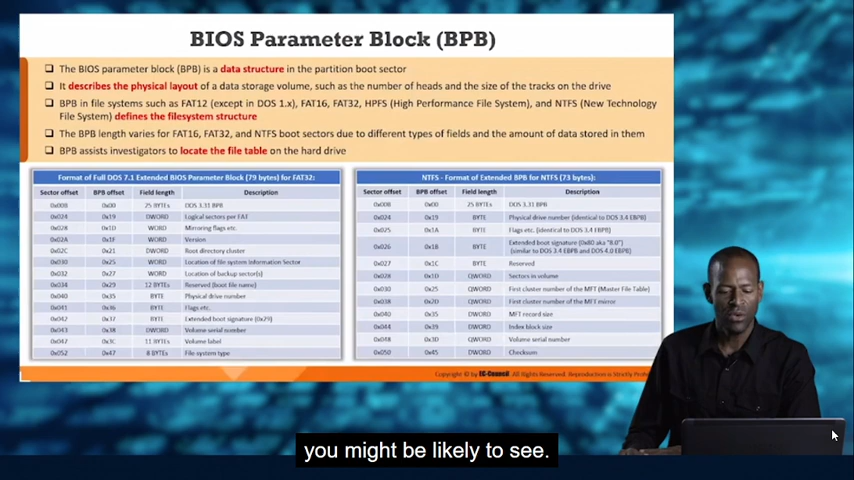 BIOS Parameter Block (BPB)
The BIOS parameter block (BPB) is a data structure in the partition boot sector
It describes the physical layout of a data storage volume, such as the number of heads and the size of the tracks on the drive
BPB in file systems such as FAT12 (except in DOS 1.x), FAT16, FAT32, HPFS (High Performance File System), and NTFS (New Technology
File System) defines the filesystem structure
The BPB length varies for FAT16, FAT32, and NTFS boot sectors due to different types of fields and the amount of data stored in them
BPB assists investigators to locate the file table on the hard drive
Format of Full DOS 7.1 Extended BIOS Parameter Block (79 bytes) for FAT32:
Sector offset BPB offset Field length Description
0x00B 0x00 25 BYTEs DOS 3.31 BPB
0x024 0x19 DWORD Logical sectors per FAT
0x028 0x1D WORD Mirroring flags etc.
0x02A 0x1F WORD Version
0x02C 0x21 DWORD Root directory cluster
0x030 0x25 WORD Location of file system Information Sector
0x032 0x27 WORD Location of backup sector(s)
0x034 0x29 12 BYTEs Reserved (boot file name)
0x040 0x35 BYTE Physical drive number
0x041 0x36 BYTE Flags etc.
0x042 0x37 BYTE Extended boot signature (0x29)
0x043 0x38 DWORD Volume serial number
0x047 0x3C 11 BYTEs Volume label
0x052 0x47 8 BYTEs File system type
NTFS - Format of Extended BPB for NTFS (73 bytes):
Sector offset BPB offset Field length Description
0x00B 0x00 25 BYTEs DOS 3.31 BPB
0x024 0x19 BYTE Physical drive number (identical to DOS 3.4 EBPB)
0x025 0x1A BYTE Flags etc. (identical to DOS 3.4 EBPB)
0x026 0x1B BYTE Extended boot signature (0x80 aka "8.0")
(similar to DOS 3.4 EBPB and DOS 4.0 EBPB)
0x027 0x1C BYTE Reserved
0x028 0x1D QWORD Sectors in volume
0x030 0x25 QWORD First cluster number of the MFT (Master File Table)
0x038 0x2D QWORD First cluster number of the MFT mirror
0x040 0x35 DWORD MFT record size
0x044 0x39 DWORD Index block size
0x048 0x3D QWORD Volume serial number
0x050 0x45 DWORD Checksum
Copyright © by EC-Council. All Rights Reserved. Reproduction is Strictly
you might be likely to see.